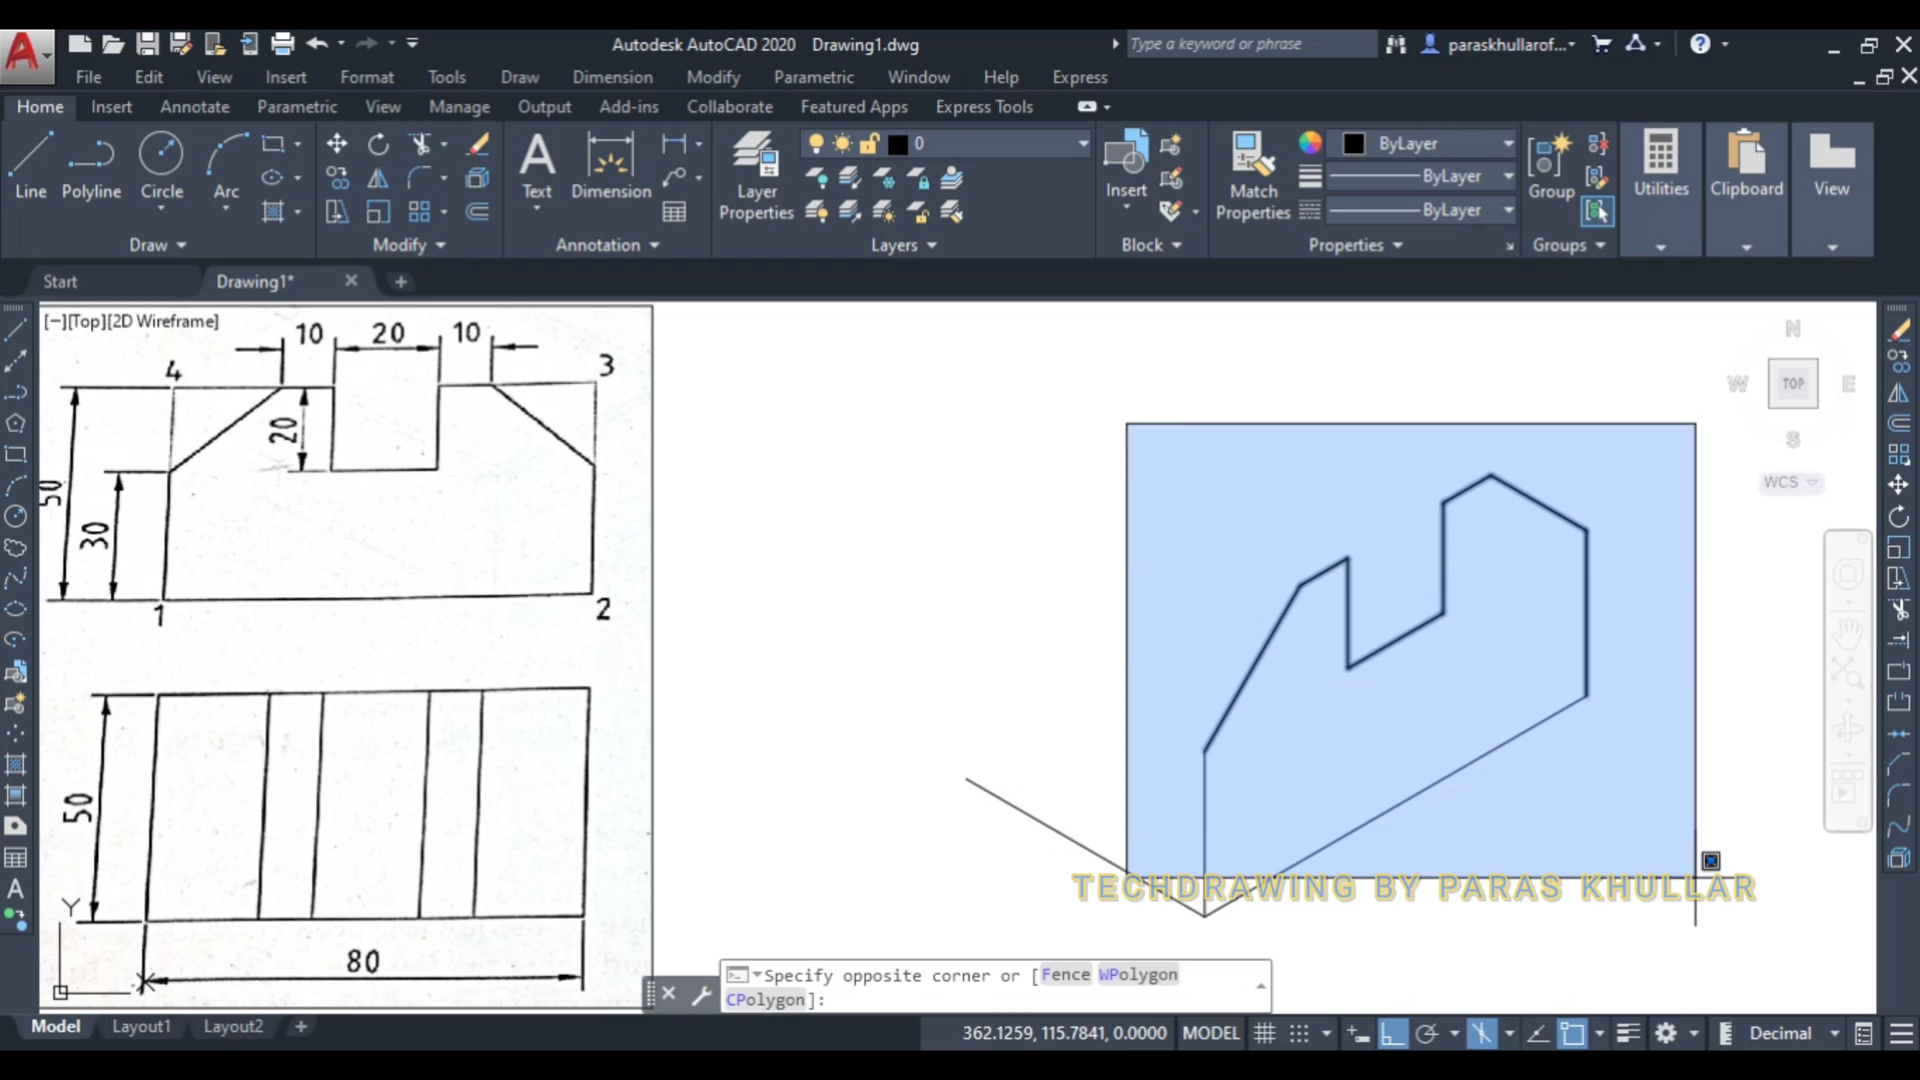 Autodesk AutoCAD 2020 Drawing1.dwg
Type a keyword or phrase
paraskhullarof...
File Edit View Insert Format Tools Draw Dimension Modify Parametric Window Help Express
Home Insert Annotate Parametric View Manage Output Add-ins Collaborate Featured Apps Express Tools
0
ByLayer
ByLayer
ByLayer
Line Polyline Circle Arc
Text Dimension
Layer
Properties
Insert
Match
Properties
Group
Utilities
Clipboard
View
Draw Modify Annotation Layers Block Properties Groups
Start Drawing1*
[−][Top][2D Wireframe]
10 20 10
4 3
20
50
30
1 2
50
80
Y
N
W TOP E
S
WCS
TECHDRAWING BY PARAS KHULLAR
Specify opposite corner or [Fence WPolygon
CPolygon]:
Model Layout1 Layout2
362.1259, 115.7841, 0.0000 MODEL
Decimal